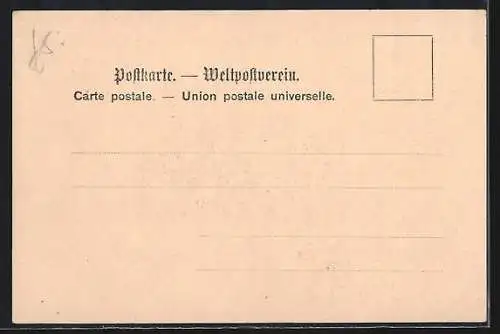 Postkarte. — Weltpostverein.
Carte postale. — Union postale universelle.